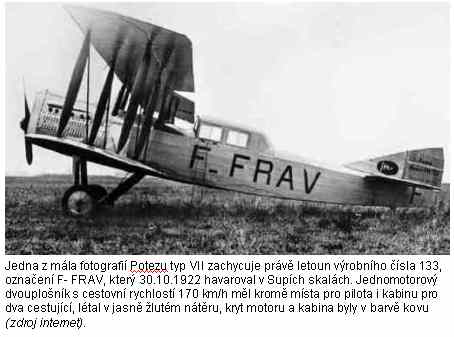 F-FRAV
F
Jedna z mála fotografií Potezu typ VII zachycuje právě letoun výrobního čísla 133,
označení F- FRAV, který 30.10.1922 havaroval v Supích skalách. Jednomotorový
dvouplošník s cestovní rychlostí 170 km/h měl kromě místa pro pilota i kabinu pro
dva cestující, létal v jasně žlutém nátěru, kryt motoru a kabina byly v barvě kovu
(zdroj internet).